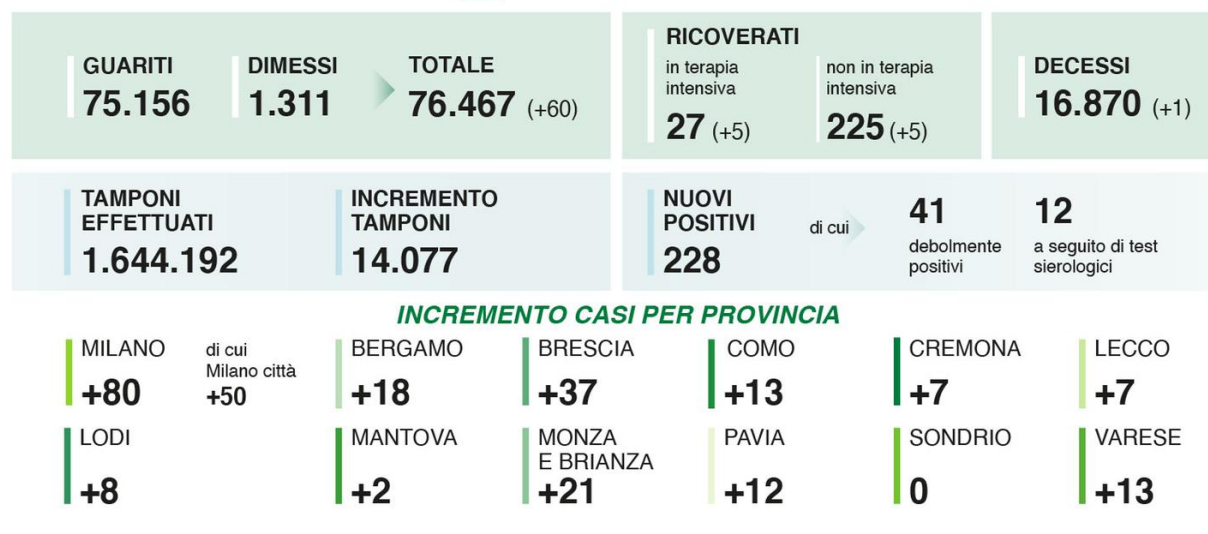 GUARITI
75.156
DIMESSI
1.311
TOTALE
76.467 (+60)
RICOVERATI
in terapia
intensiva
27 (+5)
non in terapia
intensiva
225 (+5)
DECESSI
16.870 (+1)
TAMPONI
EFFETTUATI
1.644.192
INCREMENTO
TAMPONI
14.077
NUOVI
POSITIVI
228
di cui
41
debolmente
positivi
12
a seguito di test
sierologici
INCREMENTO CASI PER PROVINCIA
MILANO
+80
di cui
Milano città
+50
BERGAMO
+18
BRESCIA
+37
COMO
+13
CREMONA
+7
LECCO
+7
LODI
+8
MANTOVA
+2
MONZA
E BRIANZA
+21
PAVIA
+12
SONDRIO
0
VARESE
+13